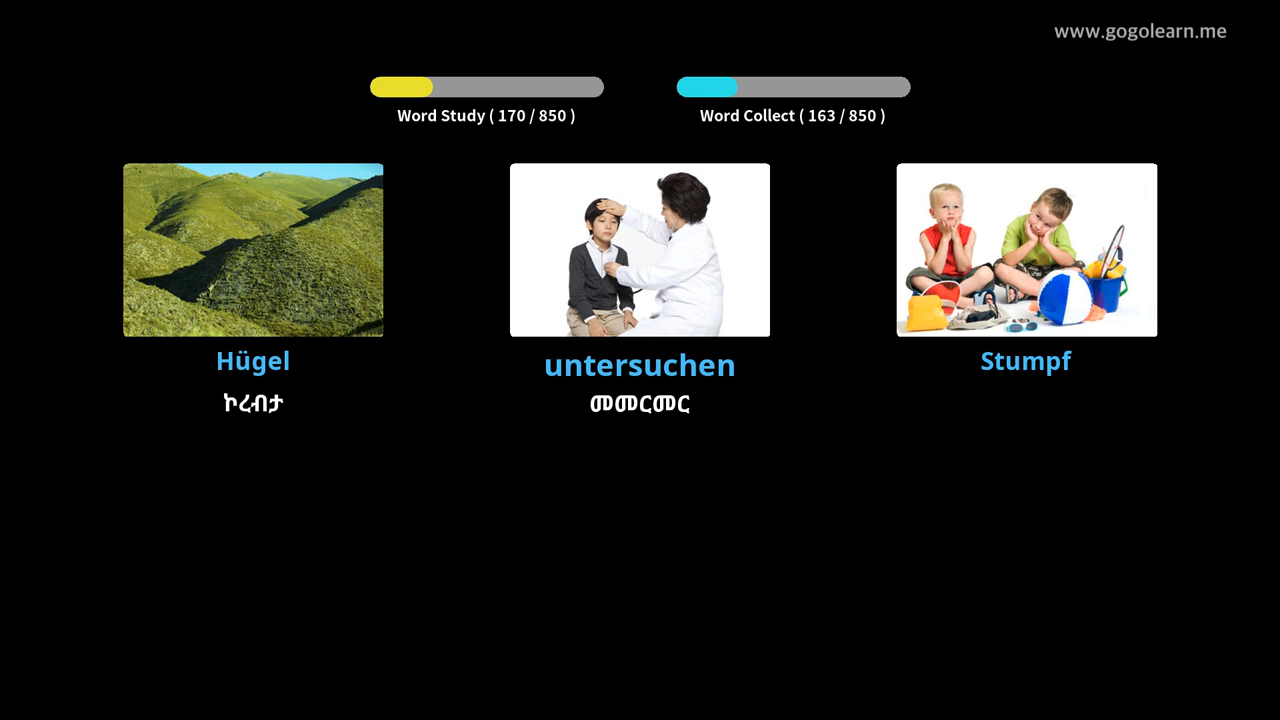 www.gogolearn.me
Word Study ( 170 / 850 )
Word Collect ( 163 / 850 )
Hügel
untersuchen
Stumpf
ኮረብታ
መመርመር